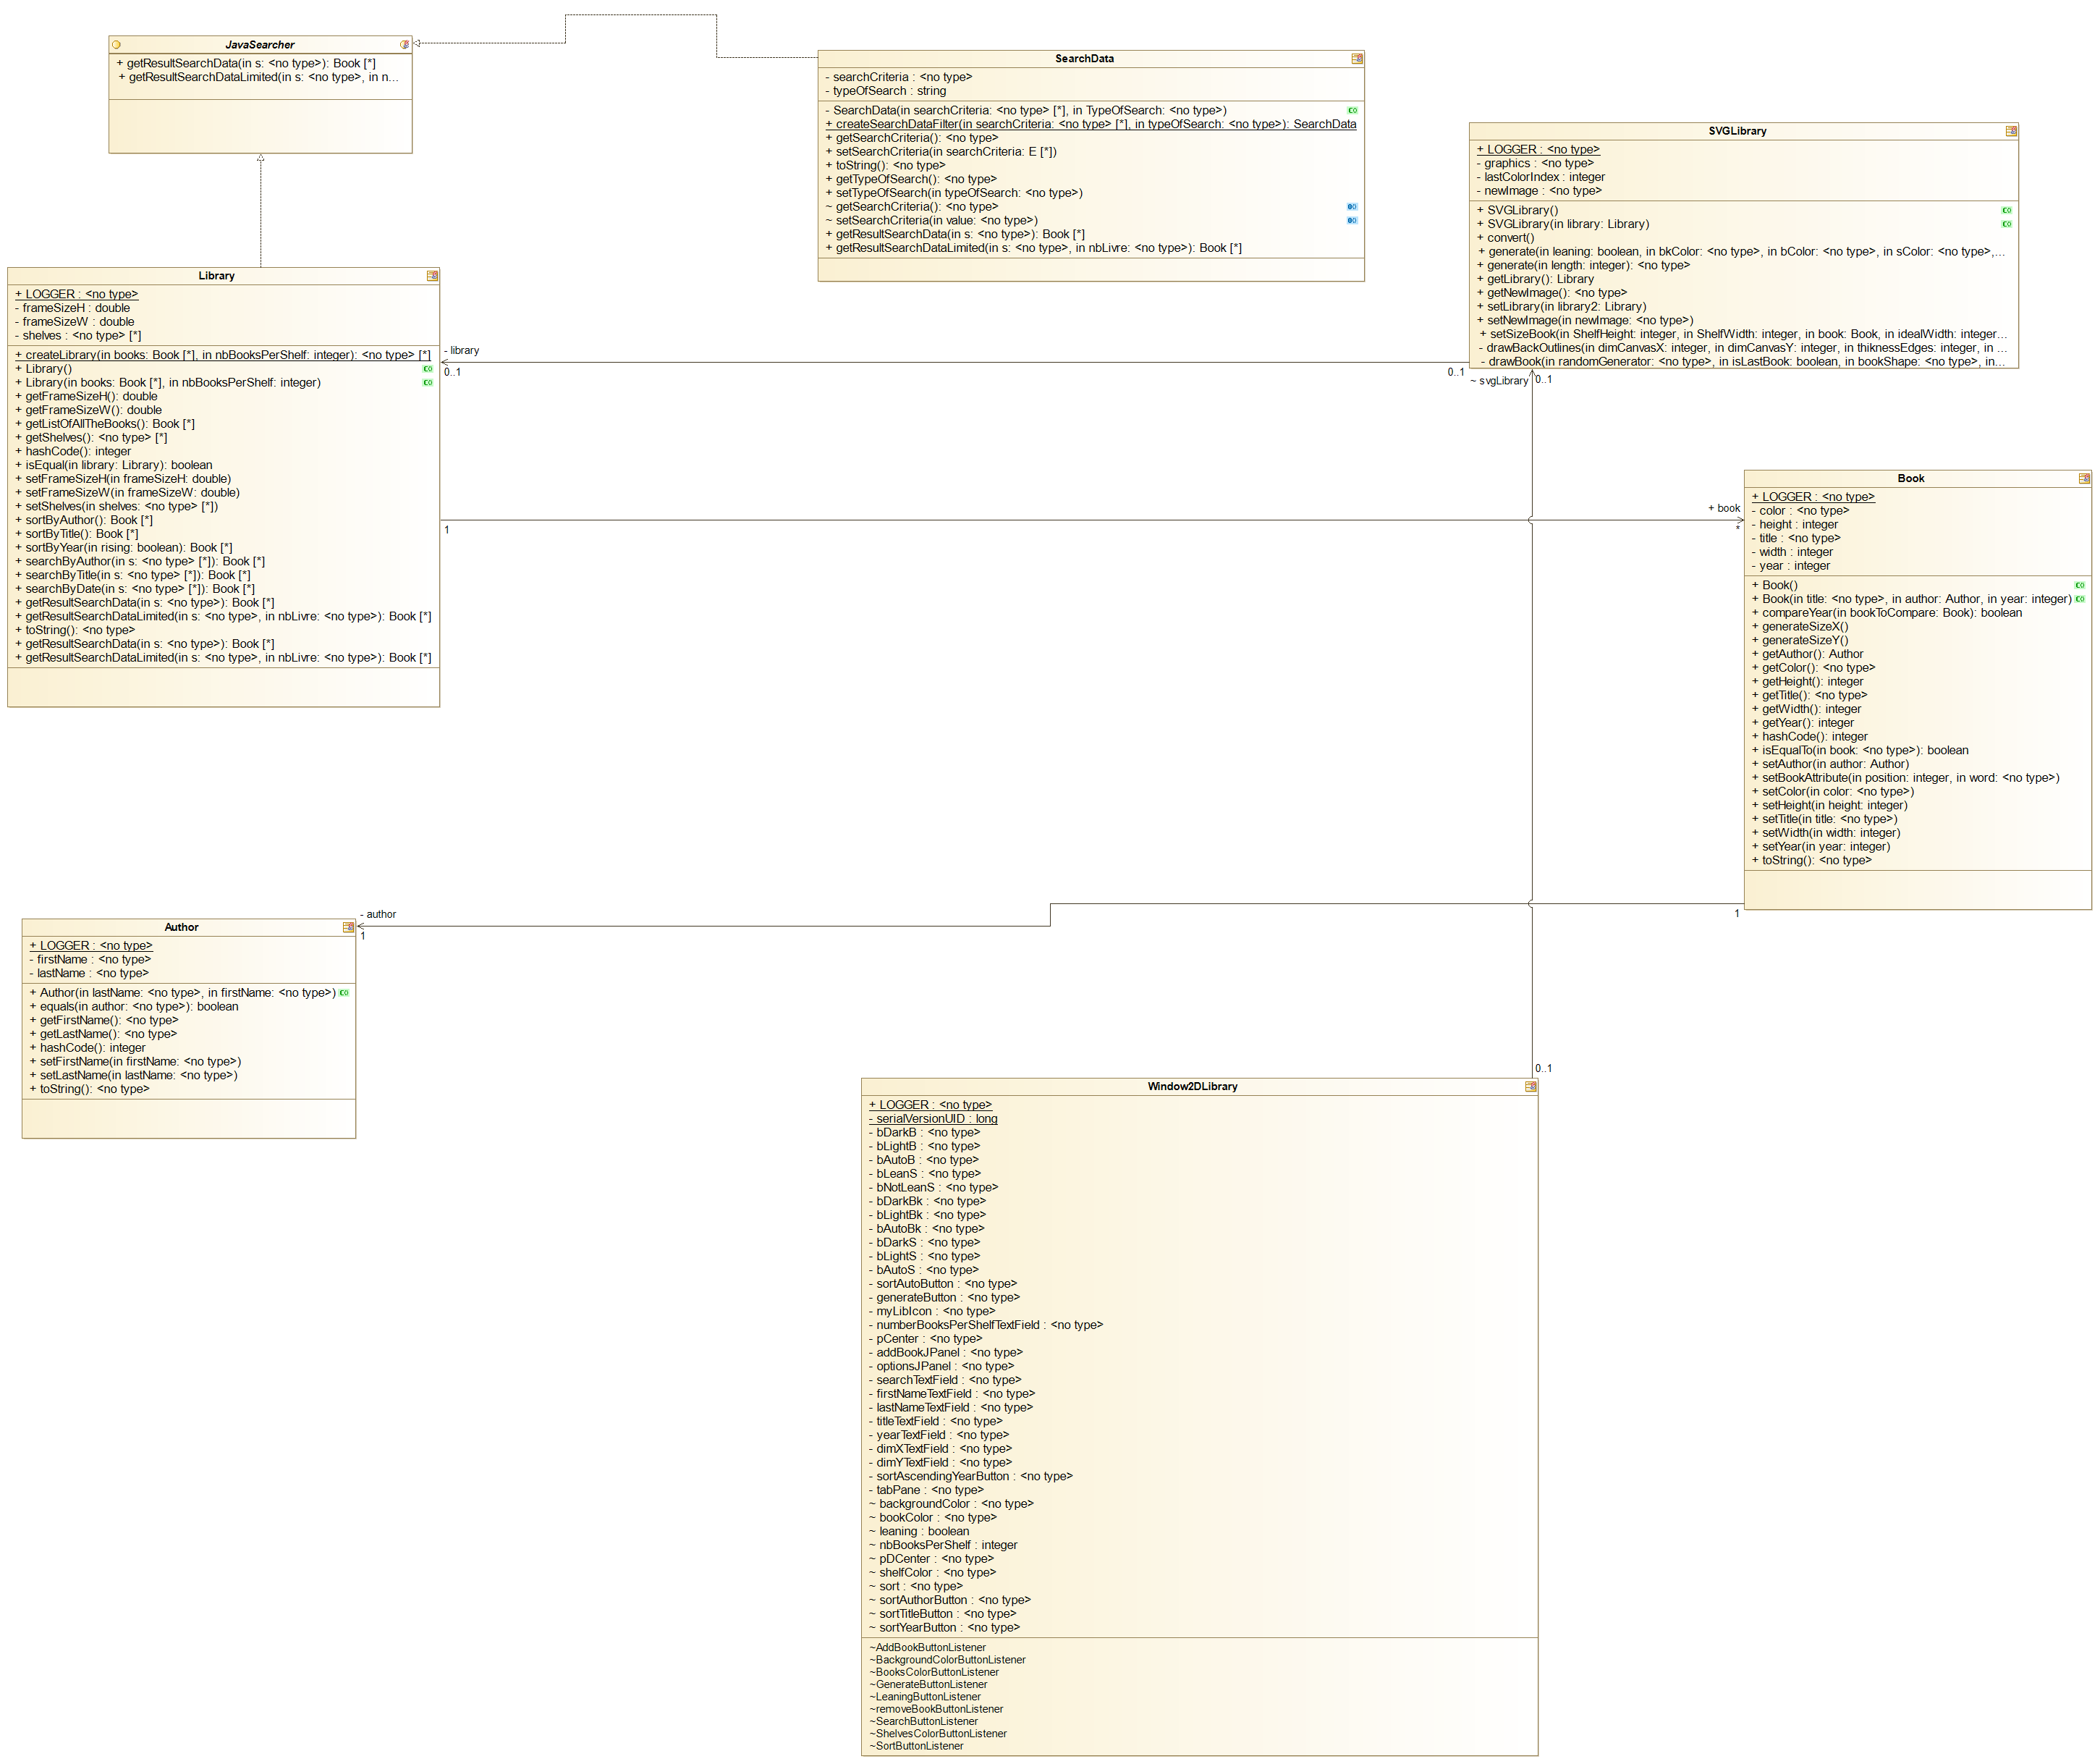 JavaSearcher
+ getResultSearchData(in s: <no type>): Book [*]
+ getResultSearchDataLimited(in s: <no type>, in n...
SearchData
- searchCriteria : <no type>
- typeOfSearch : string
- SearchData(in searchCriteria: <no type> [*], in TypeOfSearch: <no type>)
+ createSearchDataFilter(in searchCriteria: <no type> [*], in typeOfSearch: <no type>): SearchData
+ getSearchCriteria(): <no type>
+ setSearchCriteria(in searchCriteria: E [*])
+ toString(): <no type>
+ getTypeOfSearch(): <no type>
+ setTypeOfSearch(in typeOfSearch: <no type>)
~ getSearchCriteria(): <no type>
~ setSearchCriteria(in value: <no type>)
+ getResultSearchData(in s: <no type>): Book [*]
+ getResultSearchDataLimited(in s: <no type>, in nbLivre: <no type>): Book [*]
SVGLibrary
+ LOGGER : <no type>
- graphics : <no type>
- lastColorIndex : integer
- newImage : <no type>
+ SVGLibrary()
+ SVGLibrary(in library: Library)
+ convert()
+ generate(in leaning: boolean, in bkColor: <no type>, in bColor: <no type>, in sColor: <no type>,...
+ generate(in length: integer): <no type>
+ getLibrary(): Library
+ getNewImage(): <no type>
+ setLibrary(in library2: Library)
+ setNewImage(in newImage: <no type>)
+ setSizeBook(in ShelfHeight: integer, in ShelfWidth: integer, in book: Book, in idealWidth: integer...
- drawBackOutlines(in dimCanvasX: integer, in dimCanvasY: integer, in thiknessEdges: integer, in ...
- drawBook(in randomGenerator: <no type>, in isLastBook: boolean, in bookShape: <no type>, in...
Library
+ LOGGER : <no type>
- frameSizeH : double
- frameSizeW : double
- shelves : <no type> [*]
+ createLibrary(in books: Book [*], in nbBooksPerShelf: integer): <no type> [*]
+ Library()
+ Library(in books: Book [*], in nbBooksPerShelf: integer)
+ getFrameSizeH(): double
+ getFrameSizeW(): double
+ getListOfAllTheBooks(): Book [*]
+ getShelves(): <no type> [*]
+ hashCode(): integer
+ isEqual(in library: Library): boolean
+ setFrameSizeH(in frameSizeH: double)
+ setFrameSizeW(in frameSizeW: double)
+ setShelves(in shelves: <no type> [*])
+ sortByAuthor(): Book [*]
+ sortByTitle(): Book [*]
+ sortByYear(in rising: boolean): Book [*]
+ searchByAuthor(in s: <no type> [*]): Book [*]
+ searchByTitle(in s: <no type> [*]): Book [*]
+ searchByDate(in s: <no type> [*]): Book [*]
+ getResultSearchData(in s: <no type>): Book [*]
+ getResultSearchDataLimited(in s: <no type>, in nbLivre: <no type>): Book [*]
+ toString(): <no type>
+ getResultSearchData(in s: <no type>): Book [*]
+ getResultSearchDataLimited(in s: <no type>, in nbLivre: <no type>): Book [*]
- library
0..1
0..1
~ svgLibrary
0..1
1
+ book
*
Book
+ LOGGER : <no type>
- color : <no type>
- height : integer
- title : <no type>
- width : integer
- year : integer
+ Book()
+ Book(in title: <no type>, in author: Author, in year: integer)
+ compareYear(in bookToCompare: Book): boolean
+ generateSizeX()
+ generateSizeY()
+ getAuthor(): Author
+ getColor(): <no type>
+ getHeight(): integer
+ getTitle(): <no type>
+ getWidth(): integer
+ getYear(): integer
+ hashCode(): integer
+ isEqualTo(in book: <no type>): boolean
+ setAuthor(in author: Author)
+ setBookAttribute(in position: integer, in word: <no type>)
+ setColor(in color: <no type>)
+ setHeight(in height: integer)
+ setTitle(in title: <no type>)
+ setWidth(in width: integer)
+ setYear(in year: integer)
+ toString(): <no type>
- author
1
1
Author
+ LOGGER : <no type>
- firstName : <no type>
- lastName : <no type>
+ Author(in lastName: <no type>, in firstName: <no type>)
+ equals(in author: <no type>): boolean
+ getFirstName(): <no type>
+ getLastName(): <no type>
+ hashCode(): integer
+ setFirstName(in firstName: <no type>)
+ setLastName(in lastName: <no type>)
+ toString(): <no type>
0..1
Window2DLibrary
+ LOGGER : <no type>
- serialVersionUID : long
- bDarkB : <no type>
- bLightB : <no type>
- bAutoB : <no type>
- bLeanS : <no type>
- bNotLeanS : <no type>
- bDarkBk : <no type>
- bLightBk : <no type>
- bAutoBk : <no type>
- bDarkS : <no type>
- bLightS : <no type>
- bAutoS : <no type>
- sortAutoButton : <no type>
- generateButton : <no type>
- myLibIcon : <no type>
- numberBooksPerShelfTextField : <no type>
- pCenter : <no type>
- addBookJPanel : <no type>
- optionsJPanel : <no type>
- searchTextField : <no type>
- firstNameTextField : <no type>
- lastNameTextField : <no type>
- titleTextField : <no type>
- yearTextField : <no type>
- dimXTextField : <no type>
- dimYTextField : <no type>
- sortAscendingYearButton : <no type>
- tabPane : <no type>
~ backgroundColor : <no type>
~ bookColor : <no type>
~ leaning : boolean
~ nbBooksPerShelf : integer
~ pDCenter : <no type>
~ shelfColor : <no type>
~ sort : <no type>
~ sortAuthorButton : <no type>
~ sortTitleButton : <no type>
~ sortYearButton : <no type>
~AddBookButtonListener
~BackgroundColorButtonListener
~BooksColorButtonListener
~GenerateButtonListener
~LeaningButtonListener
~removeBookButtonListener
~SearchButtonListener
~ShelvesColorButtonListener
~SortButtonListener